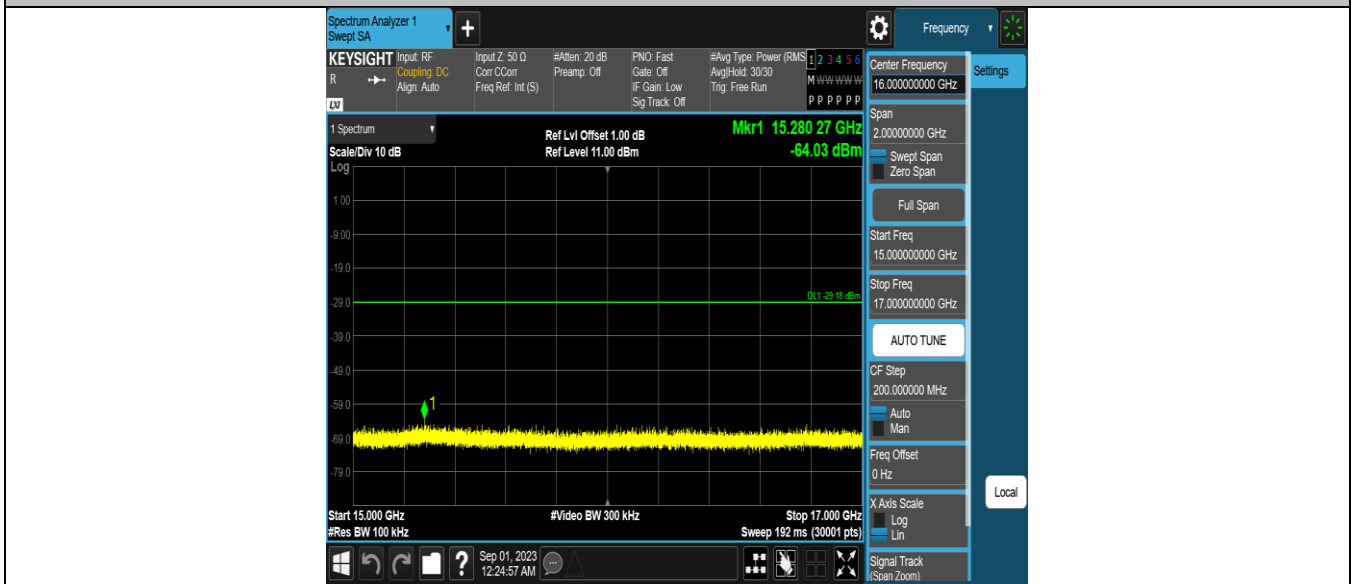 Spectrum Analyzer 1
Swept SA
+
Frequency
KEYSIGHT
R
LXI
Input: RF
Coupling: DC
Align: Auto
Input Z: 50 Ω
Corr CCorr
Freq Ref: Int (S)
#Atten: 20 dB
Preamp: Off
PNO: Fast
Gate: Off
IF Gain: Low
Sig Track: Off
#Avg Type: Power (RMS
Avg|Hold: 30/30
Trig: Free Run
1 2 3 4 5 6
M W W W W W
P P P P P P
1 Spectrum
Scale/Div 10 dB
Log
Ref Lvl Offset 1.00 dB
Ref Level 11.00 dBm
Mkr1 15.280 27 GHz
-64.03 dBm
1.00
-9.00
-19.0
-29.0
DL1 -29.18 dBm
-39.0
-49.0
-59.0
1
-69.0
-79.0
Start 15.000 GHz
#Video BW 300 kHz
Stop 17.000 GHz
#Res BW 100 kHz
Sweep 192 ms (30001 pts)
?
Sep 01, 2023
12:24:57 AM
Center Frequency
16.000000000 GHz
Settings
Span
2.00000000 GHz
Swept Span
Zero Span
Full Span
Start Freq
15.000000000 GHz
Stop Freq
17.000000000 GHz
AUTO TUNE
CF Step
200.000000 MHz
Auto
Man
Freq Offset
0 Hz
X Axis Scale
Log
Lin
Local
Signal Track
(Span Zoom)